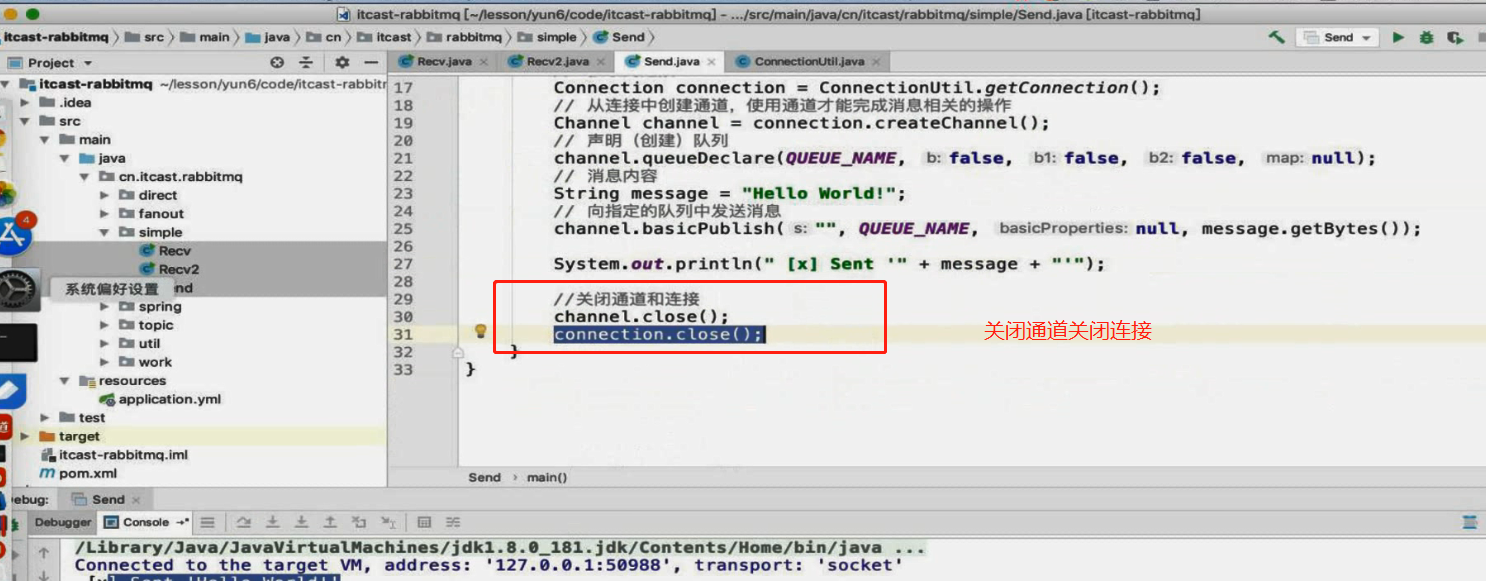 itcast-rabbitmq [~/lesson/yun6/code/itcast-rabbitmq] - .../src/main/java/cn/itcast/rabbitmq/simple/Send.java [itcast-rabbitmq]
itcast-rabbitmq src main java cn itcast rabbitmq simple Send Send
Project
Recv.java Recv2.java Send.java ConnectionUtil.java
itcast-rabbitmq ~/lesson/yun6/code/itcast-rabbitr
.idea
src
main
java
cn.itcast.rabbitmq
direct
fanout
simple
Recv
Recv2
系统偏好设置 nd
spring
topic
util
work
resources
application.yml
test
target
itcast-rabbitmq.iml
pom.xml
4
17 Connection connection = ConnectionUtil.getConnection();
18 // 从连接中创建通道，使用通道才能完成消息相关的操作
19 Channel channel = connection.createChannel();
20 // 声明（创建）队列
21 channel.queueDeclare(QUEUE_NAME, b: false, b1: false, b2: false, map: null);
22 // 消息内容
23 String message = "Hello World!";
24 // 向指定的队列中发送消息
25 channel.basicPublish( s: "", QUEUE_NAME, basicProperties: null, message.getBytes());
26
27 System.out.println(" [x] Sent '" + message + "'");
28
29 //关闭通道和连接
30 channel.close();
31 connection.close();
32 }
33 }
关闭通道关闭连接
Send › main()
ebug: Send
Debugger Console
/Library/Java/JavaVirtualMachines/jdk1.8.0_181.jdk/Contents/Home/bin/java ...
Connected to the target VM, address: '127.0.0.1:50988', transport: 'socket'
[x] Sent 'Hello World!'